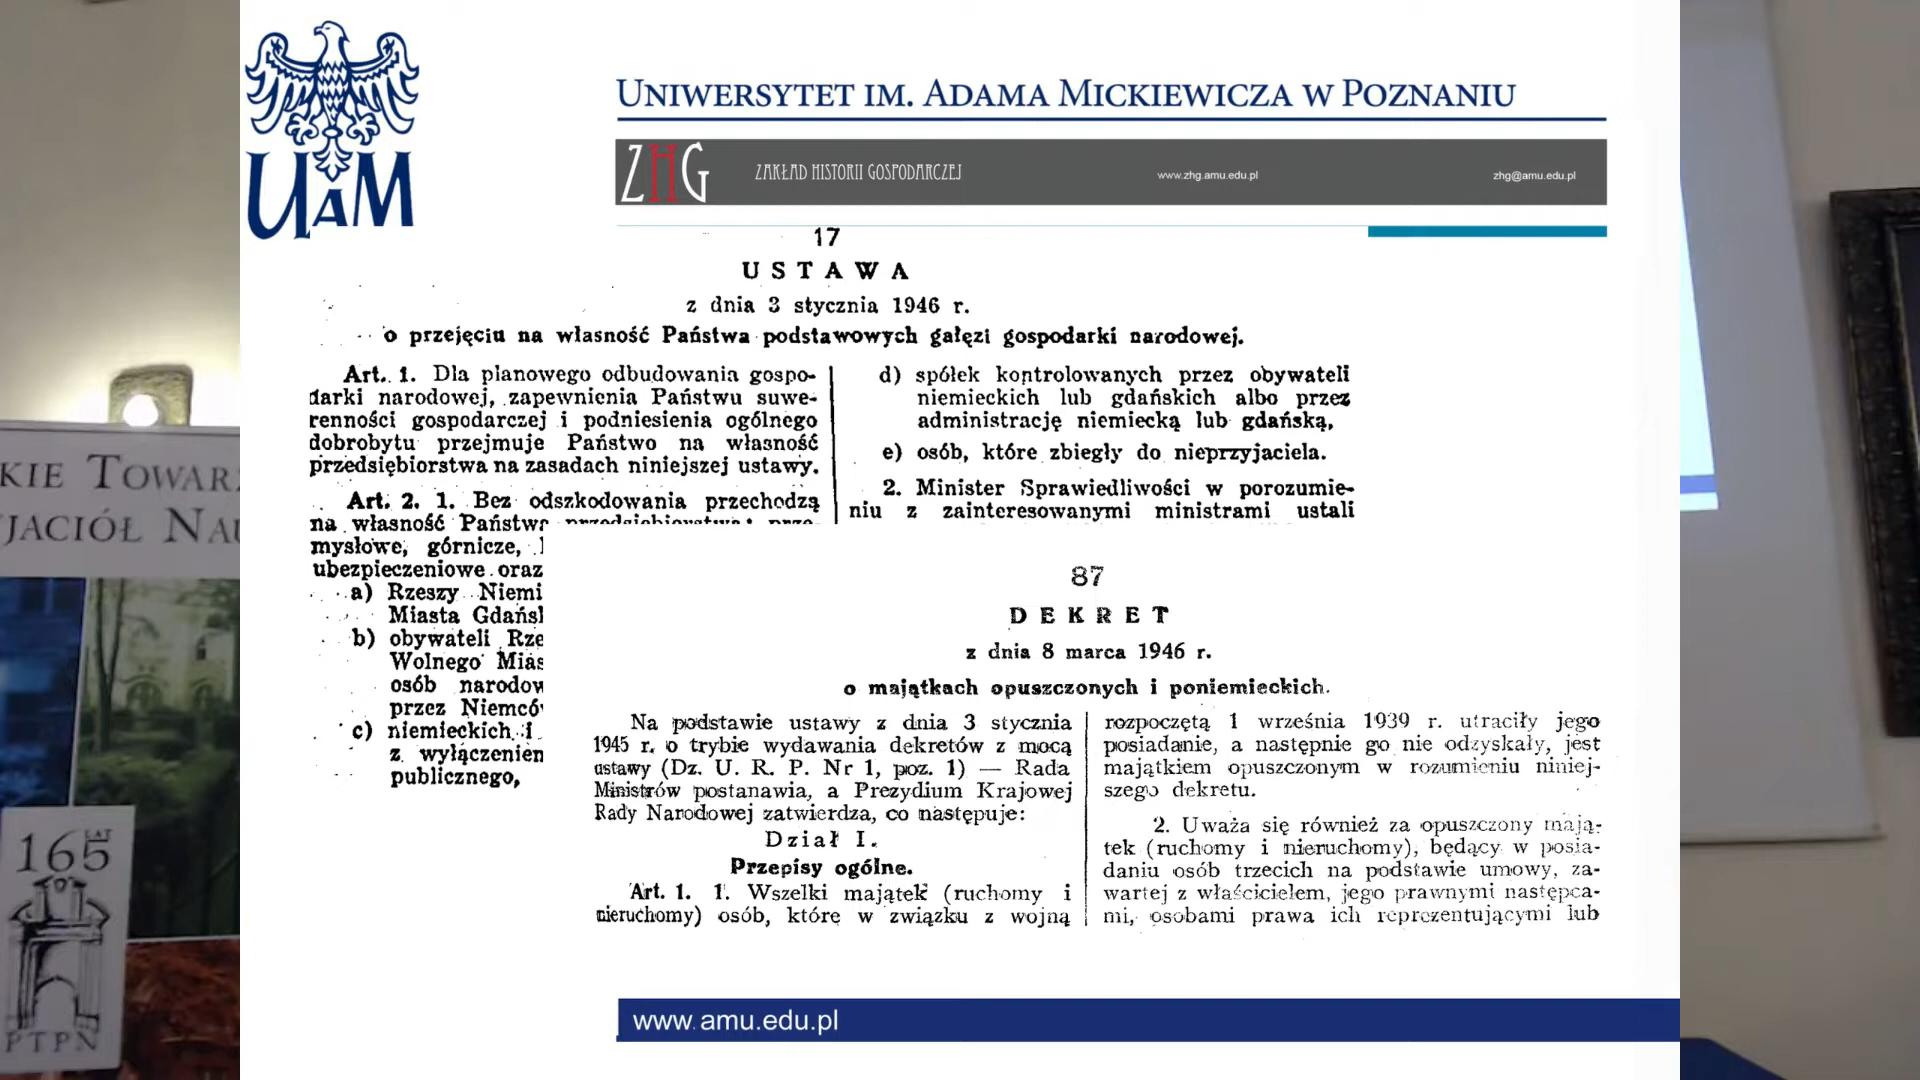 UNIWERSYTET IM. ADAMA MICKIEWICZA W POZNANIU
UAM
ZHG ZAKŁAD HISTORII GOSPODARCZEJ www.zhg.amu.edu.pl zhg@amu.edu.pl
17
USTAWA
z dnia 3 stycznia 1946 r.
o przejęciu na własność Państwa podstawowych gałęzi gospodarki narodowej.
Art. 1. Dla planowego odbudowania gospo-
darki narodowej, zapewnienia Państwu suwe-
renności gospodarczej i podniesienia ogólnego
dobrobytu przejmuje Państwo na własność
przedsiębiorstwa na zasadach niniejszej ustawy.
Art. 2. 1. Bez odszkodowania przechodzą
na własność
mysłowe, górnicze,
ubezpieczeniowe oraz
a) Rzeszy Niemi
Miasta Gdańs
b) obywateli Rze
Wolnego Mias
osób narodow
przez Niemcó
c) niemieckich i
z wyłączenien
publicznego,
d) spółek kontrolowanych przez obywateli
niemieckich lub gdańskich albo przez
administrację niemiecką lub gdańską,
e) osób, które zbiegły do nieprzyjaciela.
2. Minister Sprawiedliwości w porozumie-
niu z zainteresowanymi ministrami ustali
87
DEKRET
z dnia 8 marca 1946 r.
o majątkach opuszczonych i poniemieckich.
Na podstawie ustawy z dnia 3 stycznia
1945 r. o trybie wydawania dekretów z mocą
ustawy (Dz. U. R. P. Nr 1, poz. 1) — Rada
Ministrów postanawia, a Prezydium Krajowej
Rady Narodowej zatwierdza, co następuje:
Dział I.
Przepisy ogólne.
Art. 1. 1. Wszelki majątek (ruchomy i
nieruchomy) osób, które w związku z wojną
rozpoczętą 1 września 1939 r. utraciły jego
posiadanie, a następnie go nie odzyskały, jest
majątkiem opuszczonym w rozumieniu niniej-
szego dekretu.
2. Uważa się również za opuszczony mają-
tek (ruchomy i nieruchomy), będący w posia-
daniu osób trzecich na podstawie umowy, za-
wartej z właścicielem, jego prawnymi następca-
mi, osobami prawa ich reprezentującymi lub
www.amu.edu.pl
KIE TOWAR
YJACIÓŁ NAU
165 LAT
PTPN